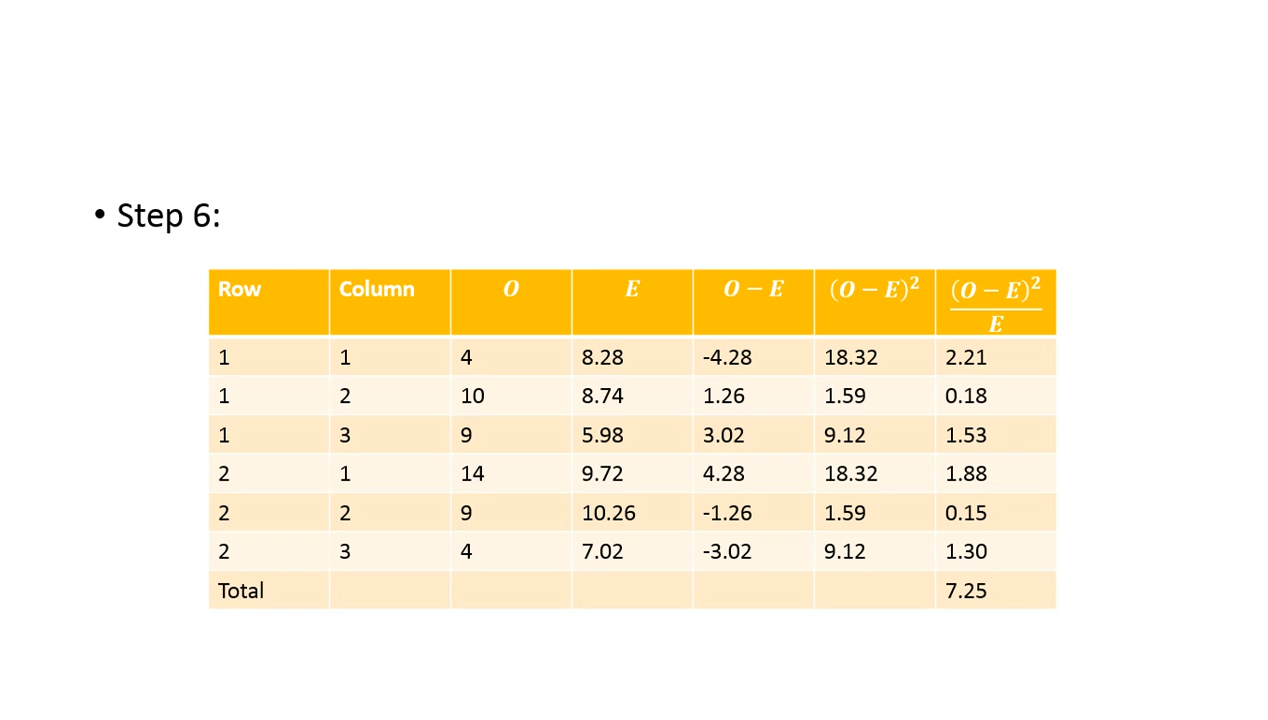 • Step 6:
Row Column O E O − E (O − E)² (O − E)²/E
1 1 4 8.28 -4.28 18.32 2.21
1 2 10 8.74 1.26 1.59 0.18
1 3 9 5.98 3.02 9.12 1.53
2 1 14 9.72 4.28 18.32 1.88
2 2 9 10.26 -1.26 1.59 0.15
2 3 4 7.02 -3.02 9.12 1.30
Total 7.25